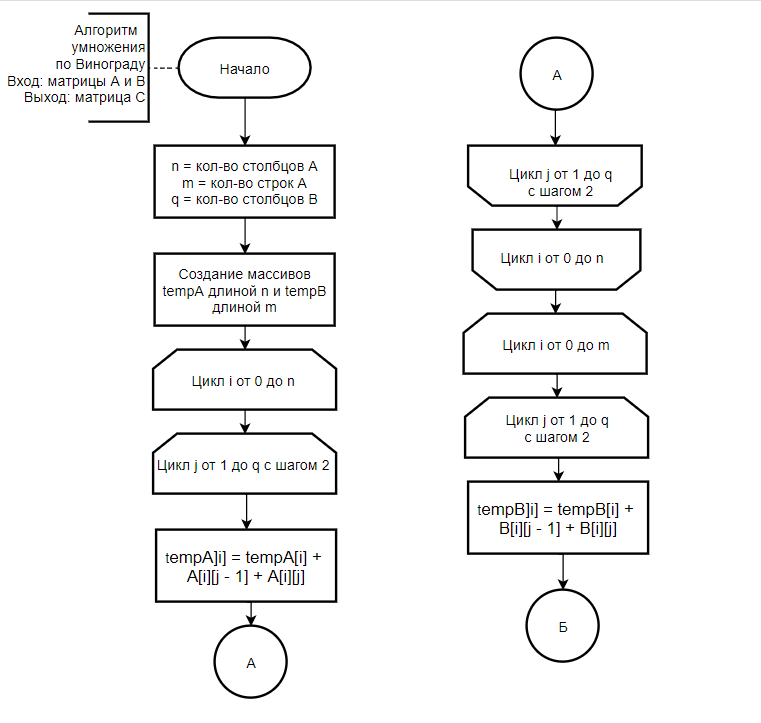 Алгоритм
умножения
по Винограду
Вход: матрицы A и B
Выход: матрица C
Начало
n = кол-во столбцов A
m = кол-во строк A
q = кол-во столбцов B
Создание массивов
tempA длиной n и tempB
длиной m
Цикл i от 0 до n
Цикл j от 1 до q с шагом 2
tempA]i] = tempA[i] +
A[i][j - 1] + A[i][j]
А
А
Цикл j от 1 до q
с шагом 2
Цикл i от 0 до n
Цикл i от 0 до m
Цикл j от 1 до q
с шагом 2
tempB]i] = tempB[i] +
B[i][j - 1] + B[i][j]
Б